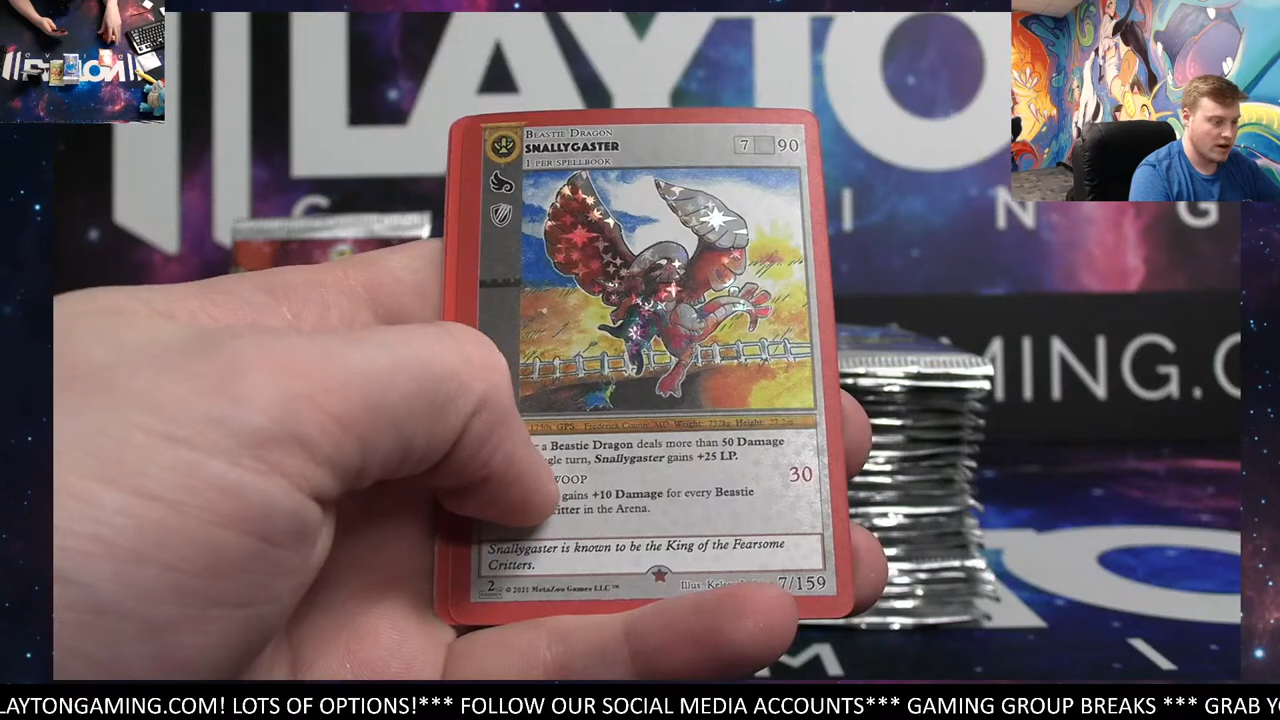 LAYTO
I N G
BEASTIE DRAGON
SNALLYGASTER
7 90
1 PER SPELLBOOK
a Beastie Dragon deals more than 50 Damage
gle turn, Snallygaster gains +25 LP.
WOOP
30
gains +10 Damage for every Beastie
itter in the Arena.
Snallygaster is known to be the King of the Fearsome
Critters.
2
© 2021 MetaZoo Games LLC™
Illus.
7/159
MING.C
LAYTONGAMING.COM! LOTS OF OPTIONS!*** FOLLOW OUR SOCIAL MEDIA ACCOUNTS*** GAMING GROUP BREAKS *** GRAB Y